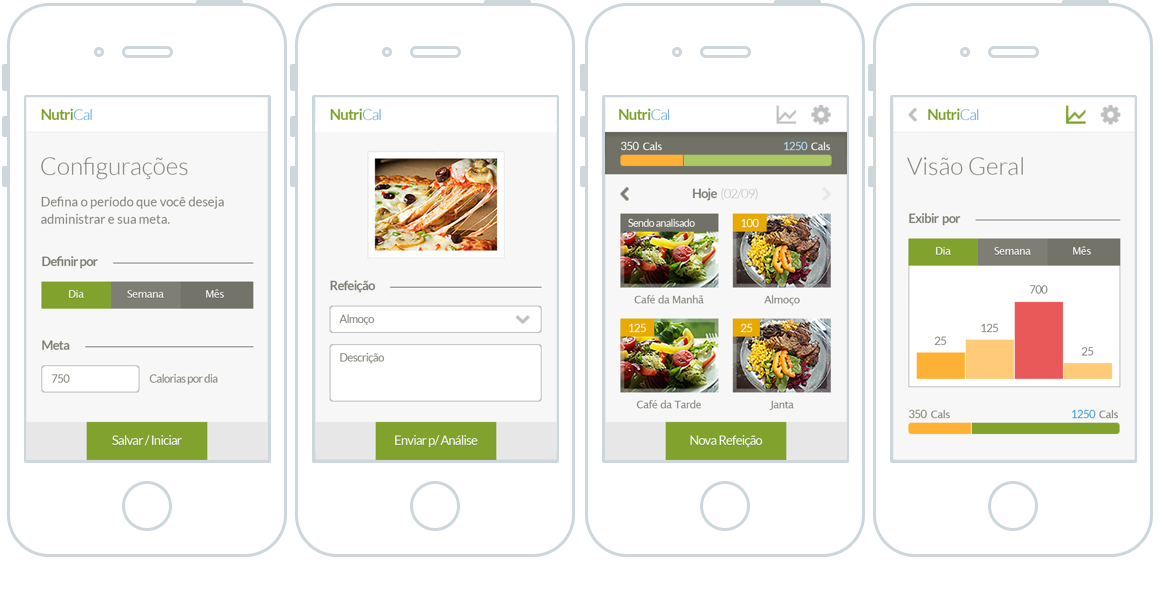 NutriCal
Configurações
Defina o período que você deseja
administrar e sua meta.
Definir por
Dia Semana Mês
Meta
750 Calorias por dia
Salvar / Iniciar
NutriCal
Refeição
Almoço
Descrição
Enviar p/ Análise
NutriCal
350 Cals 1250 Cals
Hoje (02/09)
Sendo analisado 100
Café da Manhã Almoço
125 25
Café da Tarde Janta
Nova Refeição
NutriCal
Visão Geral
Exibir por
Dia Semana Mês
700
125
25 25
350 Cals 1250 Cals